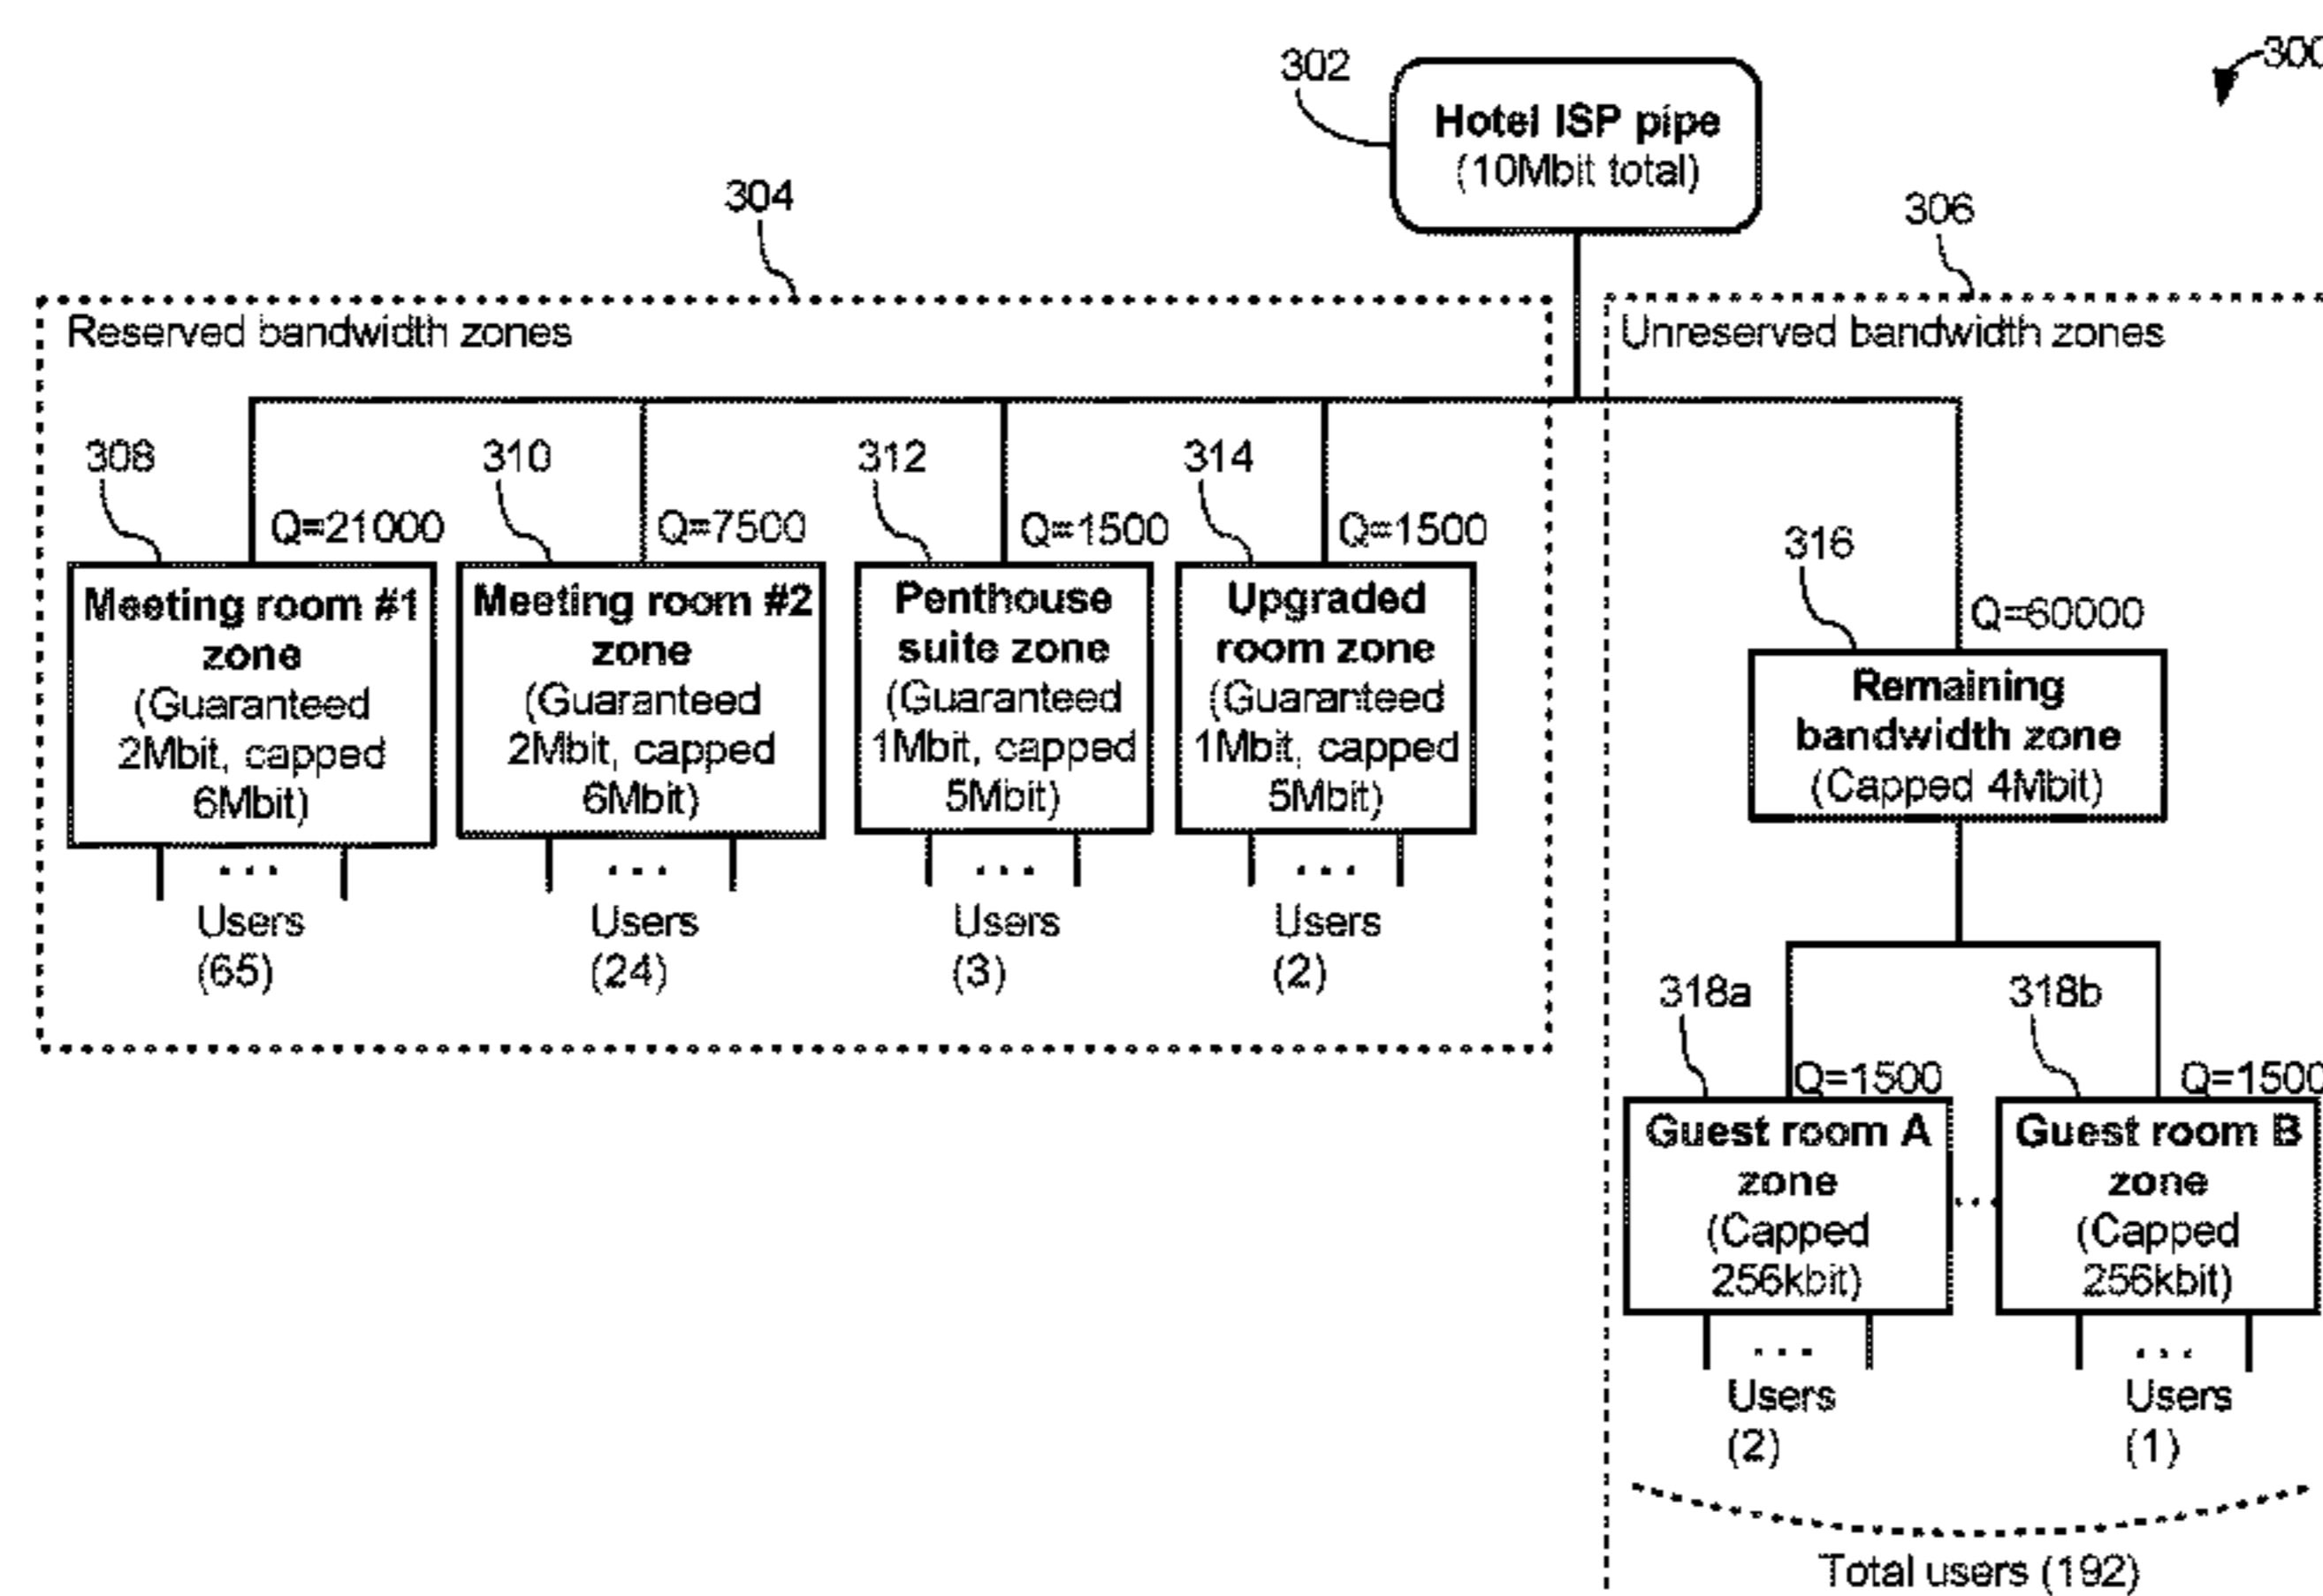 300
302
Hotel ISP pipe
(10Mbit total)
304
306
Reserved bandwidth zones
Unreserved bandwidth zones
308
310
312
314
Q=21000
Q=7500
Q=1500
Q=1500
Meeting room #1
zone
(Guaranteed
2Mbit, capped
6Mbit)
Users
(65)
Meeting room #2
zone
(Guaranteed
2Mbit, capped
6Mbit)
Users
(24)
Penthouse
suite zone
(Guaranteed
1Mbit, capped
5Mbit)
Users
(3)
Upgraded
room zone
(Guaranteed
1Mbit, capped
5Mbit)
Users
(2)
316
Q=60000
Remaining
bandwidth zone
(Capped 4Mbit)
318a
318b
Q=1500
Q=1500
Guest room A
zone
(Capped
256kbit)
Users
(2)
...
Guest room B
zone
(Capped
256kbit)
Users
(1)
Total users (192)